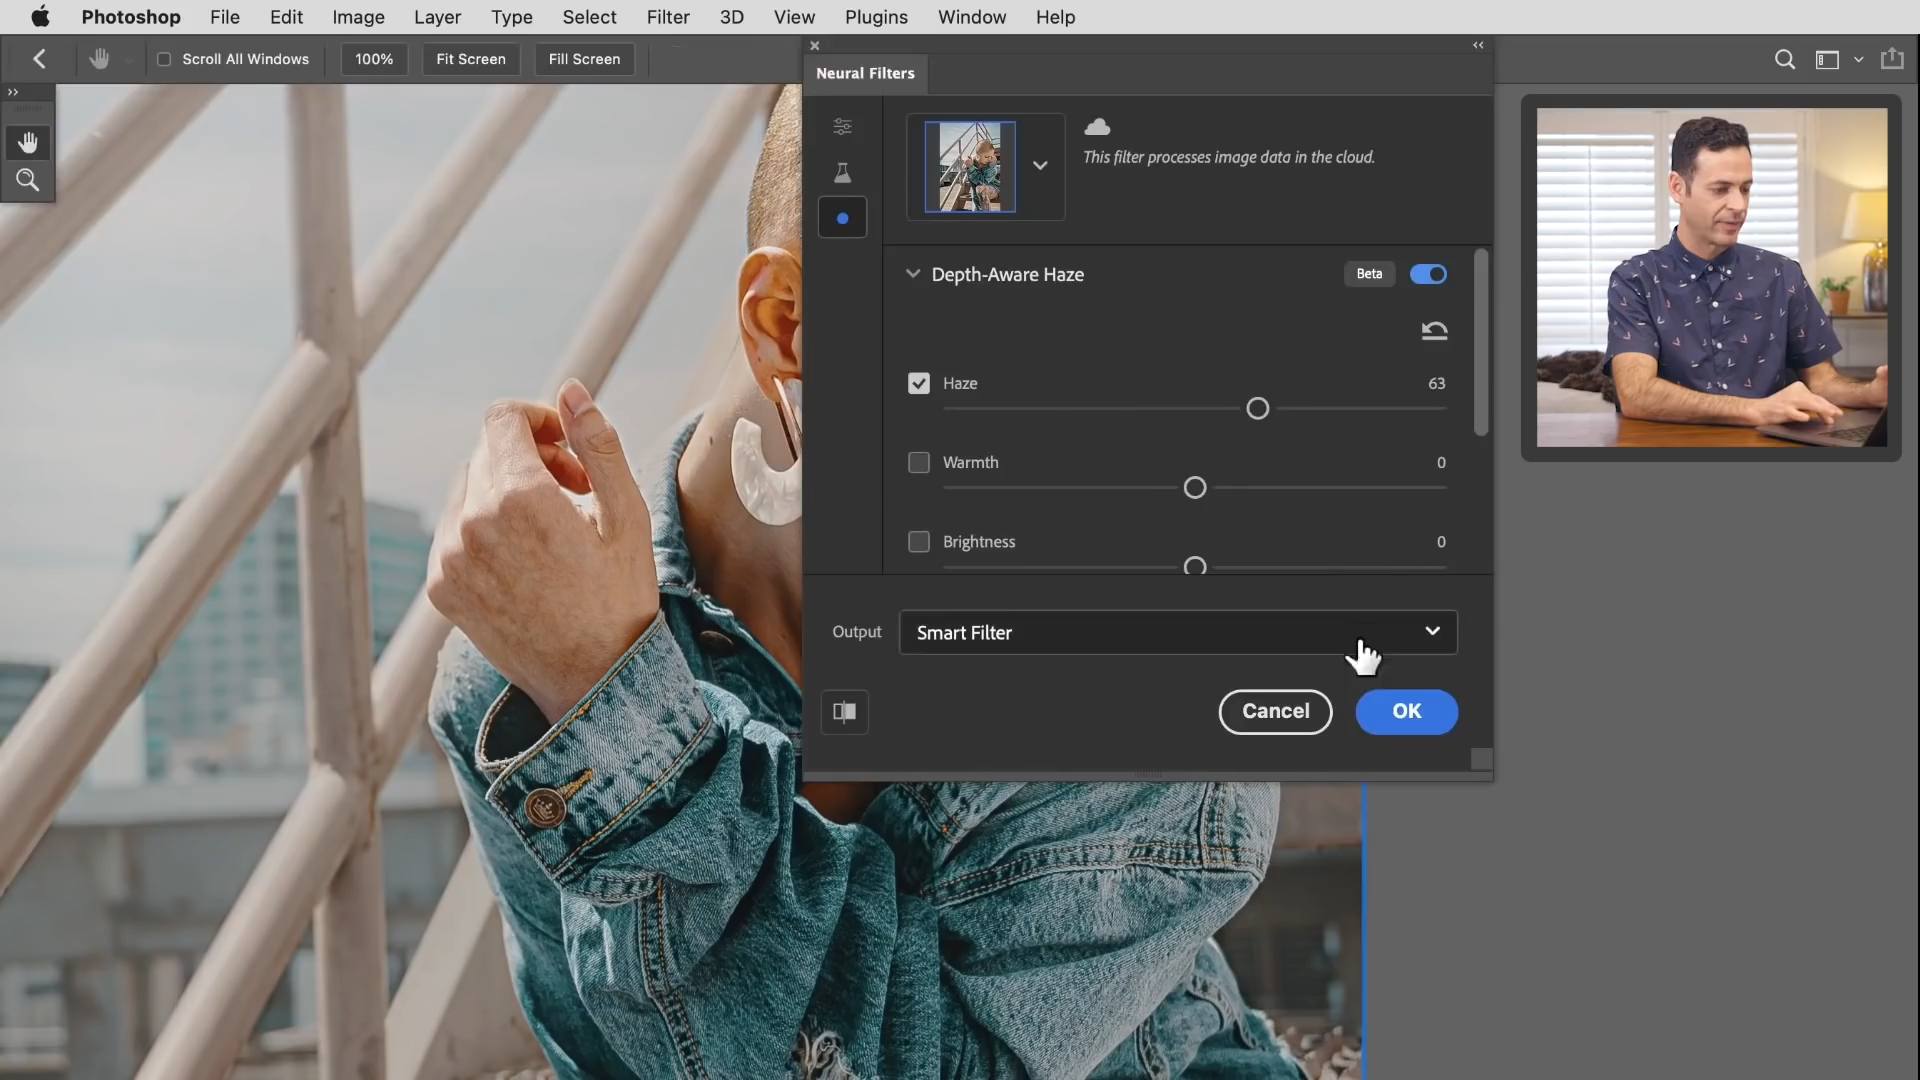 Photoshop File Edit Image Layer Type Select Filter 3D View Plugins Window Help
Scroll All Windows 100% Fit Screen Fill Screen
Neural Filters
This filter processes image data in the cloud.
Depth-Aware Haze Beta
Haze 63
Warmth 0
Brightness 0
Output Smart Filter
Cancel OK